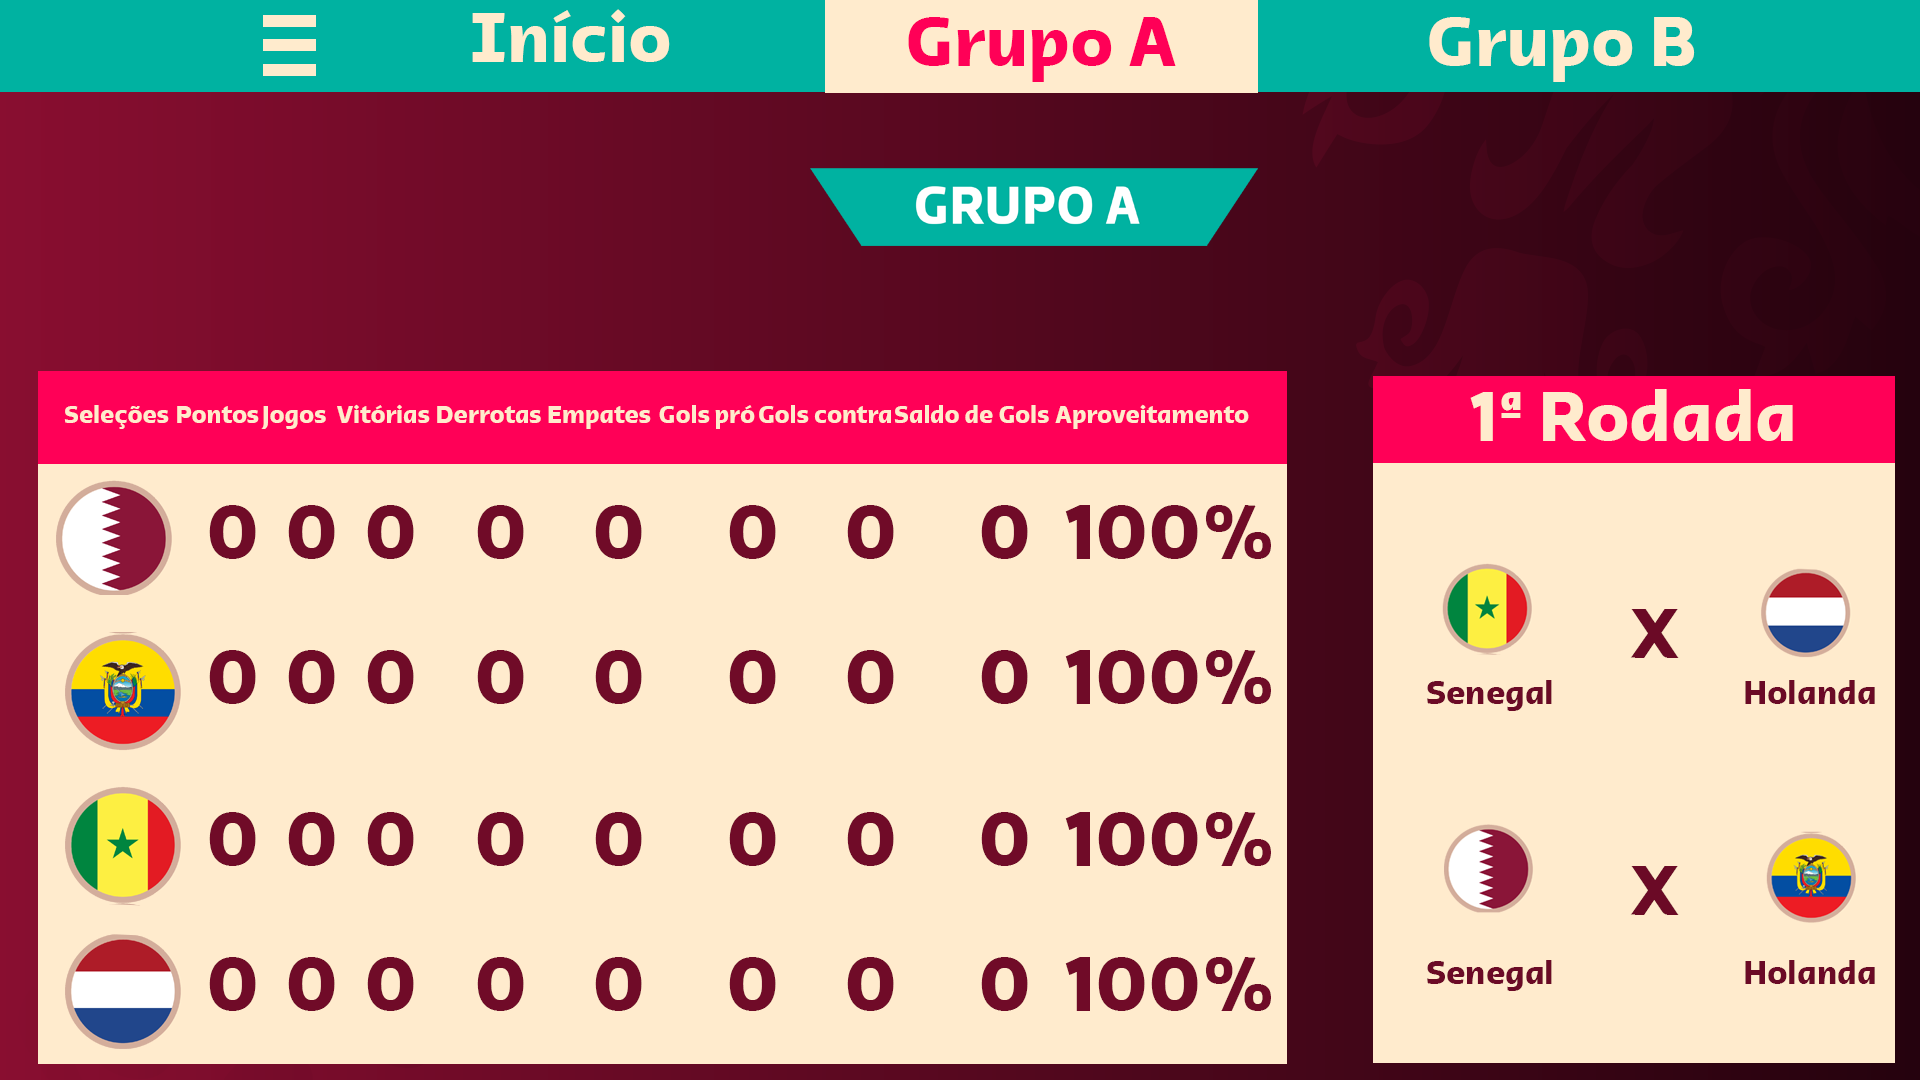 Início Grupo A Grupo B
GRUPO A
Seleções Pontos Jogos Vitórias Derrotas Empates Gols pró Gols contra Saldo de Gols Aproveitamento
0 0 0 0 0 0 0 0 100%
0 0 0 0 0 0 0 0 100%
0 0 0 0 0 0 0 0 100%
0 0 0 0 0 0 0 0 100%
1ª Rodada
X
Senegal Holanda
X
Senegal Holanda